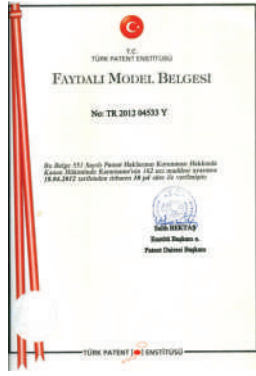 T.C.
TÜRK PATENT ENSTİTÜSÜ
FAYDALI MODEL BELGESİ
No: TR 2012 04533 Y
Bu Belge 551 Sayılı Patent Haklarının Korunması Hakkında
Kanun Hükmünde Kararname'nin 162 nci maddesi uyarınca
18.04.2012 tarihinden itibaren 10 yıl süre ile verilmiştir.
Salih BEKTAŞ
Enstitü Başkanı a.
Patent Dairesi Başkanı
TÜRK PATENT ENSTİTÜSÜ